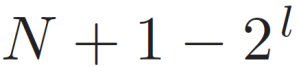 N + 1 − 2^l